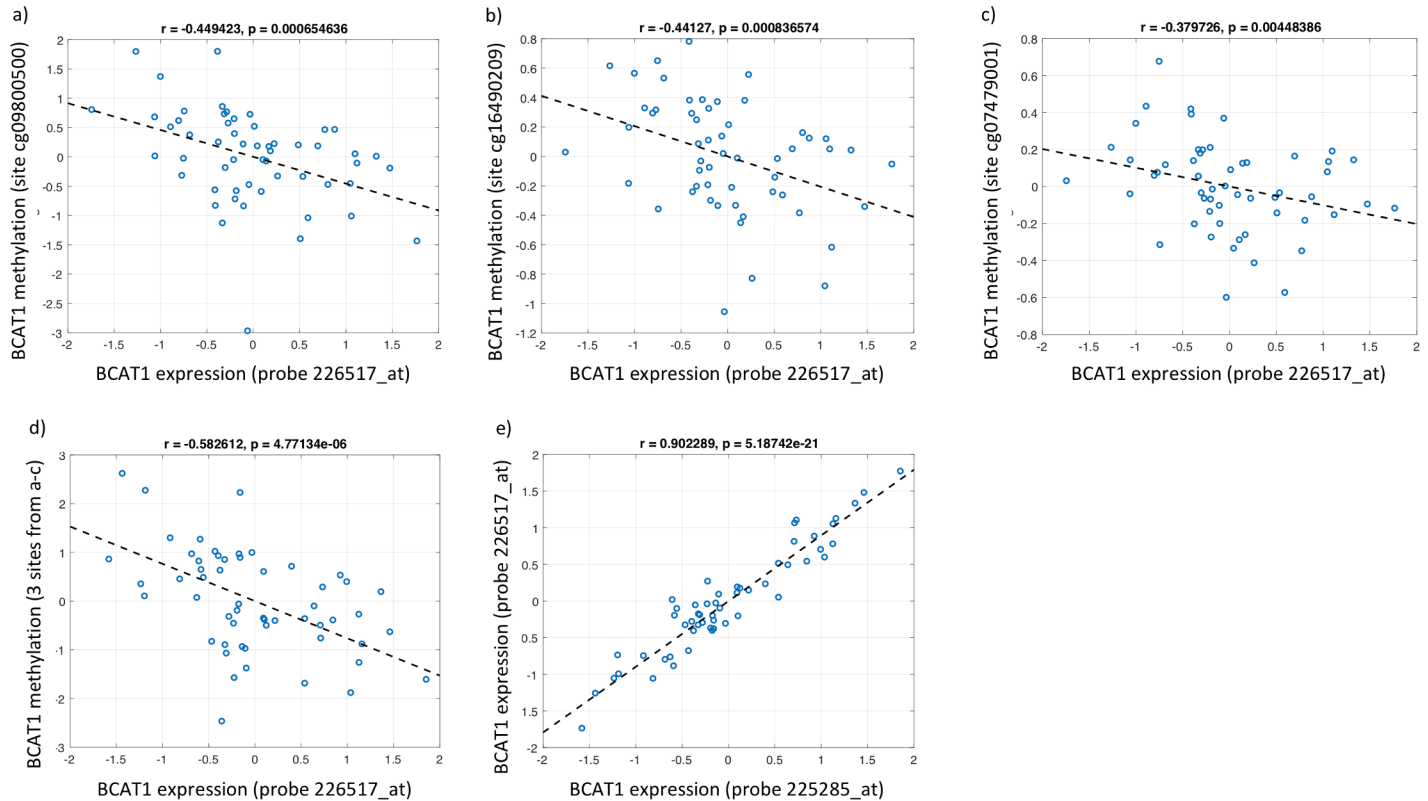 a)
r = -0.449423, p = 0.000654636
BCAT1 methylation (site cg09800500)
2
1.5
1
0.5
0
-0.5
-1
-1.5
-2
-2.5
-3
-2 -1.5 -1 -0.5 0 0.5 1 1.5 2
BCAT1 expression (probe 226517_at)
b)
r = -0.44127, p = 0.000836574
BCAT1 methylation (site cg16490209)
0.8
0.6
0.4
0.2
0
-0.2
-0.4
-0.6
-0.8
-1
-1.2
-2 -1.5 -1 -0.5 0 0.5 1 1.5 2
BCAT1 expression (probe 226517_at)
c)
r = -0.379726, p = 0.00448386
BCAT1 methylation (site cg07479001)
0.8
0.6
0.4
0.2
0
-0.2
-0.4
-0.6
-0.8
-2 -1.5 -1 -0.5 0 0.5 1 1.5 2
BCAT1 expression (probe 226517_at)
d)
r = -0.582612, p = 4.77134e-06
BCAT1 methylation (3 sites from a-c)
3
2
1
0
-1
-2
-3
-2 -1.5 -1 -0.5 0 0.5 1 1.5 2
BCAT1 expression (probe 226517_at)
e)
r = 0.902289, p = 5.18742e-21
BCAT1 expression (probe 226517_at)
2
1.5
1
0.5
0
0.5
-1
-1.5
-2
-2 -1.5 -1 -0.5 0 0.5 1 1.5 2
BCAT1 expression (probe 225285_at)